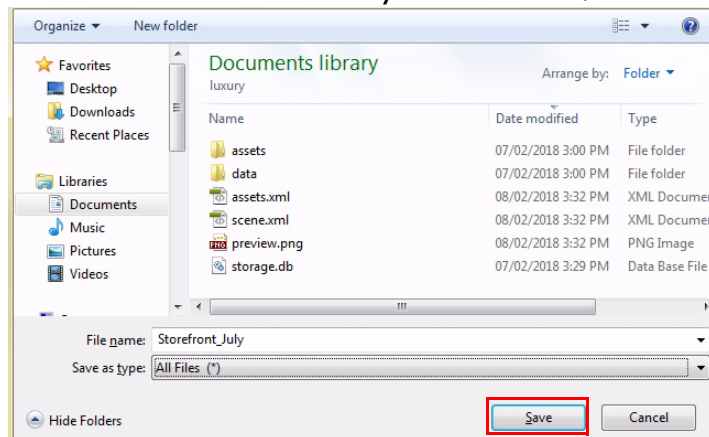 Organize New folder
Favorites
Desktop
Downloads
Recent Places
Libraries
Documents
Music
Pictures
Videos
Documents library
luxury
Arrange by: Folder
Name Date modified Type
assets 07/02/2018 3:00 PM File folder
data 07/02/2018 3:00 PM File folder
assets.xml 08/02/2018 3:32 PM XML Documer
scene.xml 08/02/2018 3:32 PM XML Documer
preview.png 08/02/2018 3:32 PM PNG Image
storage.db 07/02/2018 3:29 PM Data Base File
File name: Storefront_July
Save as type: All Files (*)
Hide Folders Save Cancel